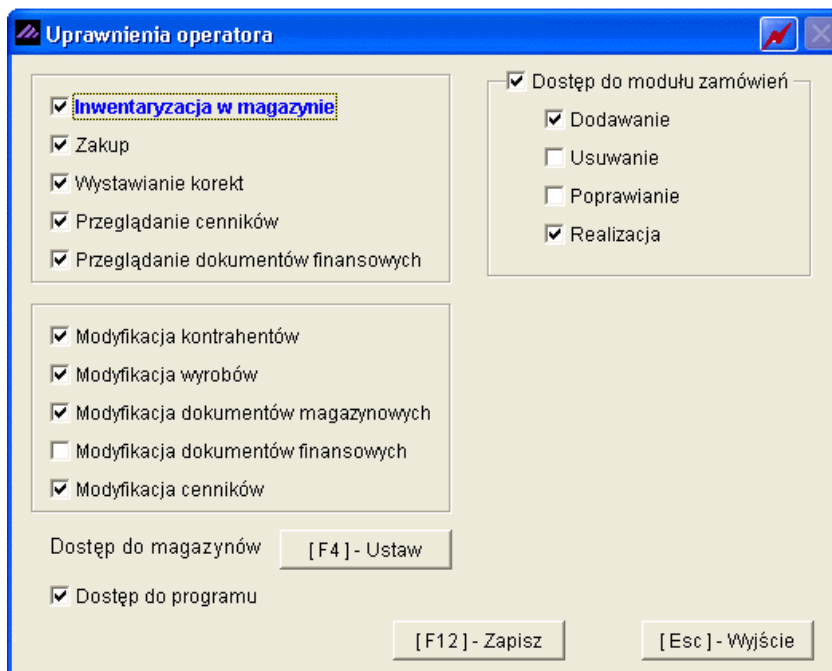 Uprawnienia operatora
Inwentaryzacja w magazynie
Zakup
Wystawianie korekt
Przeglądanie cenników
Przeglądanie dokumentów finansowych
Dostęp do modułu zamówień
Dodawanie
Usuwanie
Poprawianie
Realizacja
Modyfikacja kontrahentów
Modyfikacja wyrobów
Modyfikacja dokumentów magazynowych
Modyfikacja dokumentów finansowych
Modyfikacja cenników
Dostęp do magazynów [ F4 ] - Ustaw
Dostęp do programu
[ F12 ] - Zapisz [ Esc ] - Wyjście